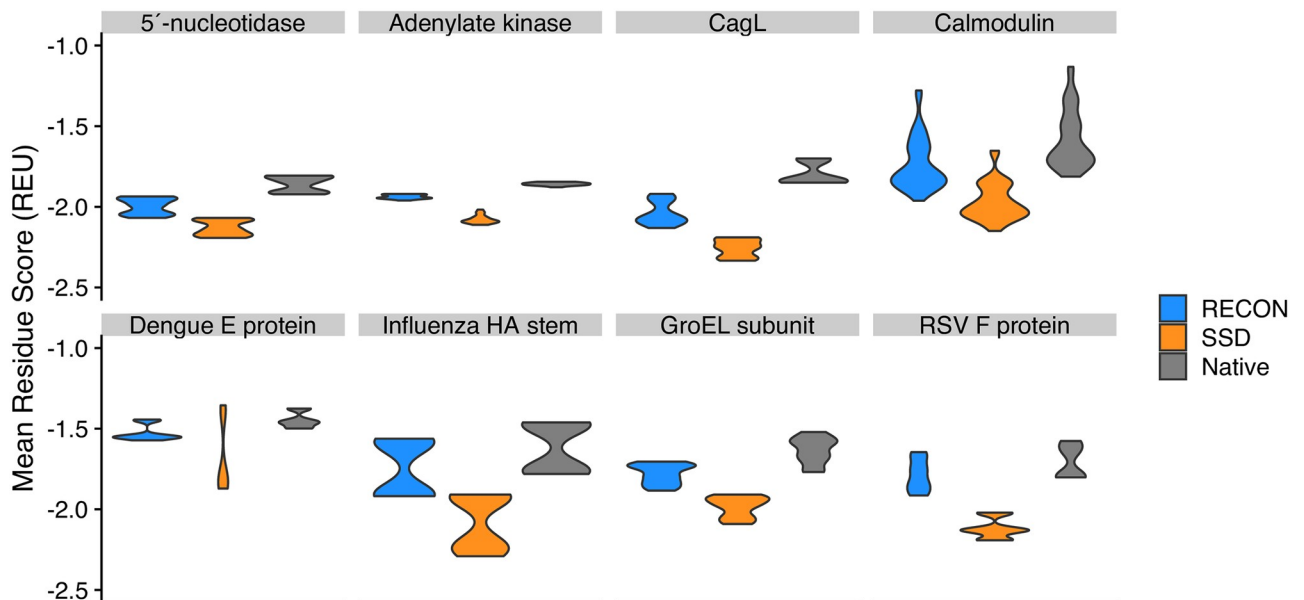 5´-nucleotidase Adenylate kinase CagL Calmodulin
-1.0
-1.5
-2.0
-2.5
Dengue E protein Influenza HA stem GroEL subunit RSV F protein
-1.0
-1.5
-2.0
-2.5
Mean Residue Score (REU)
RECON
SSD
Native